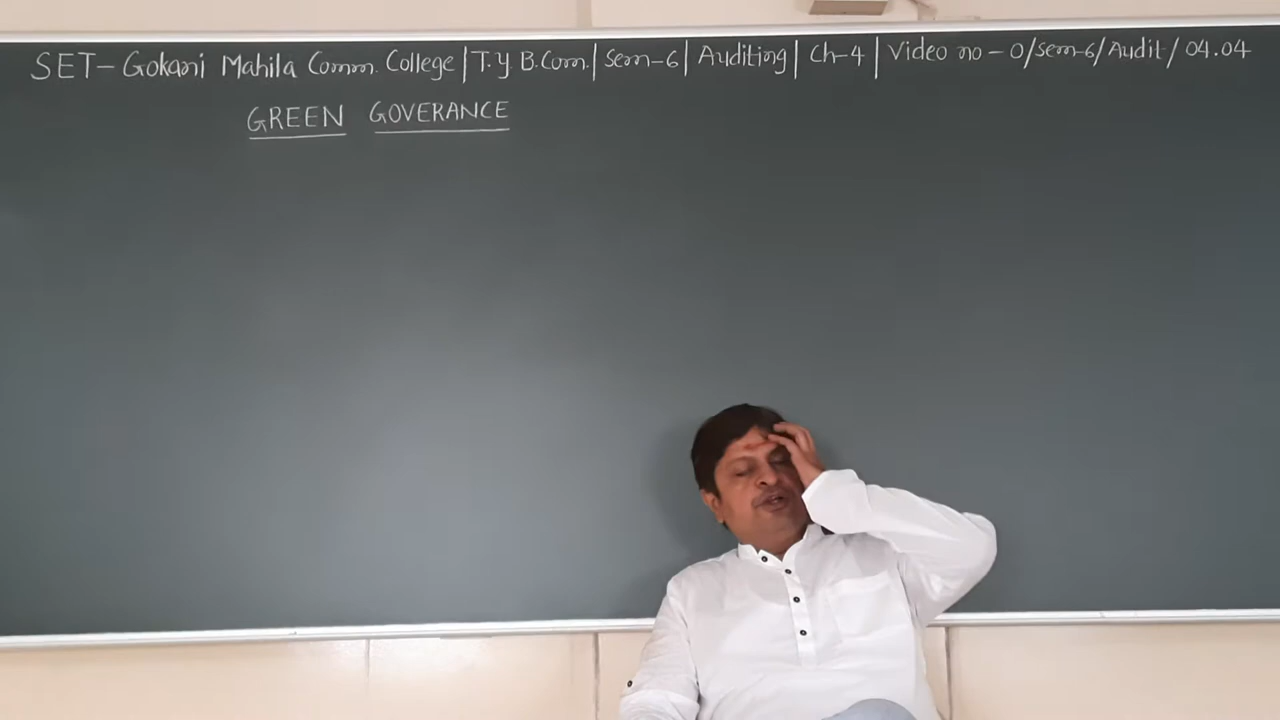 SET- Gokani Mahila Comm. College | T.Y B.Com. | Sem-6 | Auditing | Ch-4 | Video no - 0/sem-6/Audit/04.04
GREEN GOVERANCE